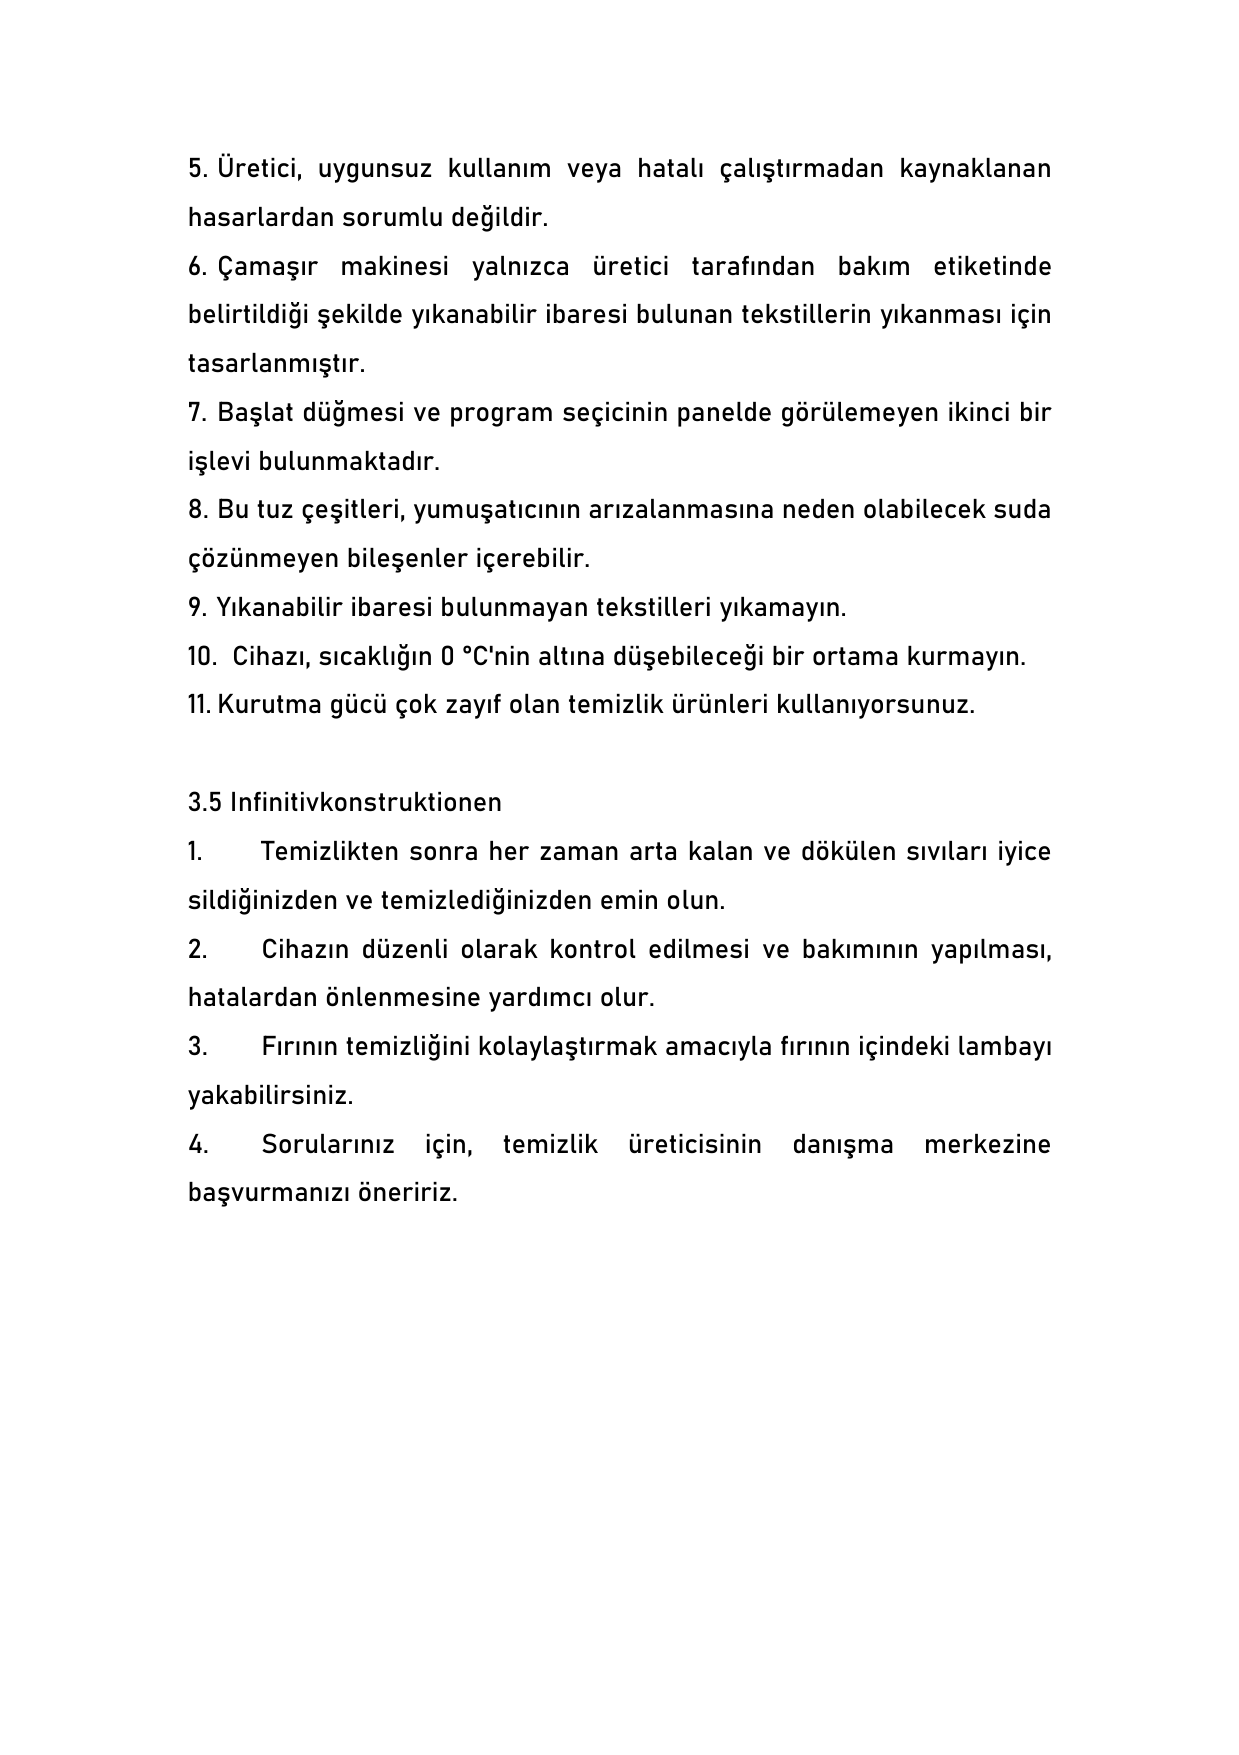 5. Üretici, uygunsuz kullanım veya hatalı çalıştırmadan kaynaklanan
hasarlardan sorumlu değildir.
6. Çamaşır makinesi yalnızca üretici tarafından bakım etiketinde
belirtildiği şekilde yıkanabilir ibaresi bulunan tekstillerin yıkanması için
tasarlanmıştır.
7. Başlat düğmesi ve program seçicinin panelde görülemeyen ikinci bir
işlevi bulunmaktadır.
8. Bu tuz çeşitleri, yumuşatıcının arızalanmasına neden olabilecek suda
çözünmeyen bileşenler içerebilir.
9. Yıkanabilir ibaresi bulunmayan tekstilleri yıkamayın.
10. Cihazı, sıcaklığın 0 °C'nin altına düşebileceği bir ortama kurmayın.
11. Kurutma gücü çok zayıf olan temizlik ürünleri kullanıyorsunuz.
3.5 Infinitivkonstruktionen
1. Temizlikten sonra her zaman arta kalan ve dökülen sıvıları iyice
sildiğinizden ve temizlediğinizden emin olun.
2. Cihazın düzenli olarak kontrol edilmesi ve bakımının yapılması,
hatalardan önlenmesine yardımcı olur.
3. Fırının temizliğini kolaylaştırmak amacıyla fırının içindeki lambayı
yakabilirsiniz.
4. Sorularınız için, temizlik üreticisinin danışma merkezine
başvurmanızı öneririz.